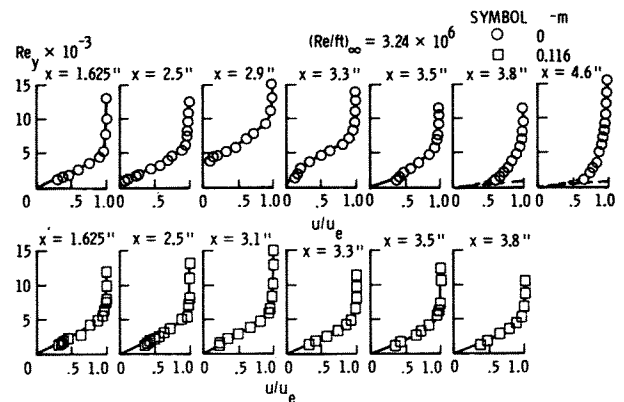 SYMBOL -m
(Re/ft)∞ = 3.24 × 10⁶ ○ 0
□ 0.116
Re_y × 10⁻³
x = 1.625" x = 2.5" x = 2.9" x = 3.3" x = 3.5" x = 3.8" x = 4.6"
15
10
5
0 .5 1.0 0 .5 1.0 0 .5 1.0 0 .5 1.0 0 .5 1.0 0 .5 1.0 0 .5 1.0
u/u_e
x = 1.625" x = 2.5" x = 3.1" x = 3.3" x = 3.5" x = 3.8"
15
10
5
0 .5 1.0 0 .5 1.0 0 .5 1.0 0 .5 1.0 0 .5 1.0 0 .5 1.0
u/u_e